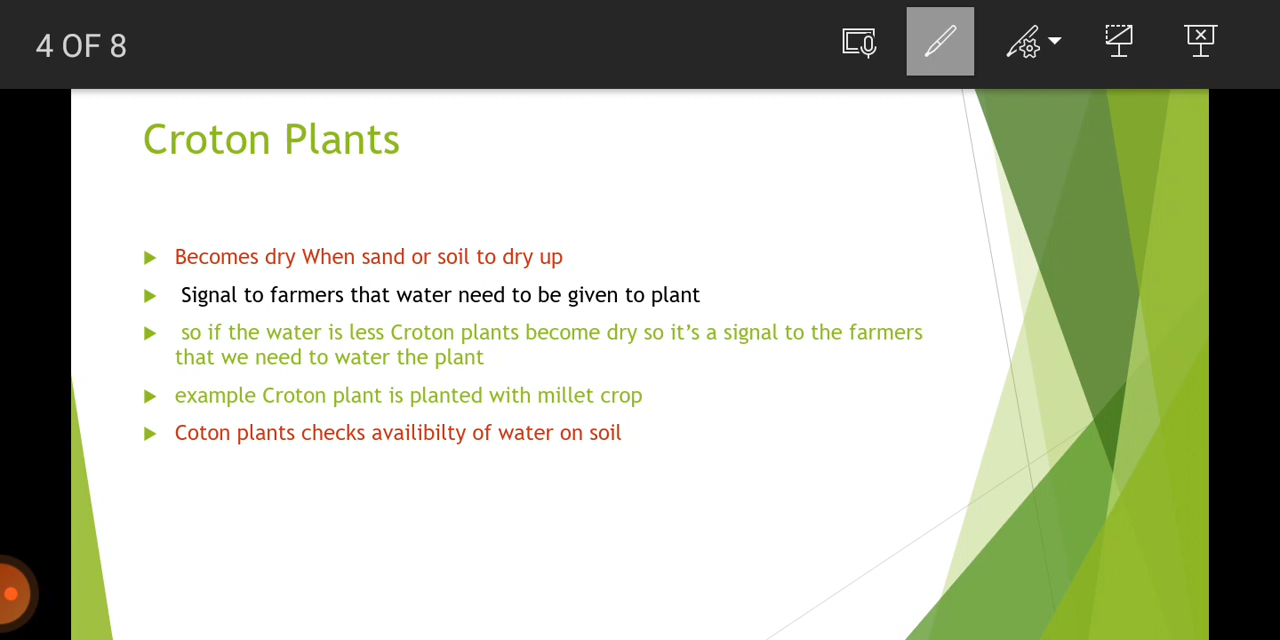 4 OF 8
Croton Plants
Becomes dry When sand or soil to dry up
Signal to farmers that water need to be given to plant
so if the water is less Croton plants become dry so it's a signal to the farmers
that we need to water the plant
example Croton plant is planted with millet crop
Coton plants checks availibilty of water on soil